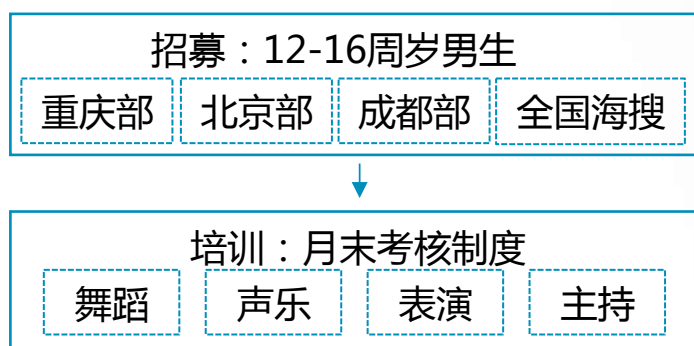 招募：12-16周岁男生
重庆部 北京部 成都部 全国海搜
培训：月末考核制度
舞蹈 声乐 表演 主持